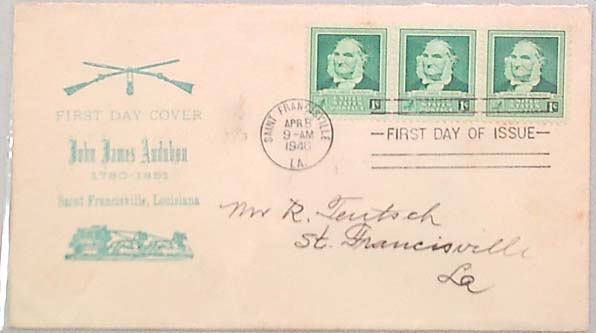 FIRST DAY COVER
John James Audubon
1780-1851
Saint Francisville, Louisiana
SAINT FRANCISVILLE
APR 8
9-AM
1940
LA.
1¢ 1¢ 1¢
FIRST DAY OF ISSUE
Mr R. Teutsch
St. Francisville
La